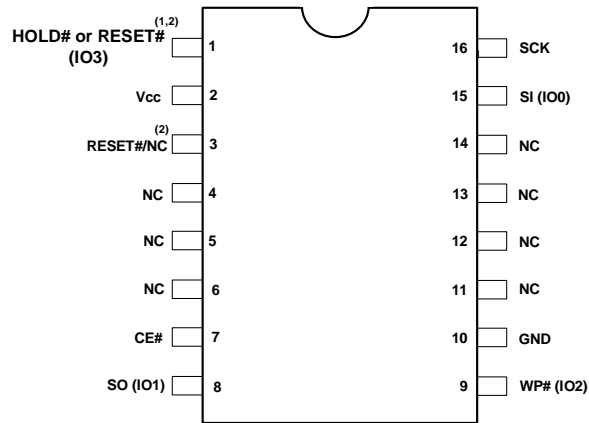 HOLD# or RESET# (1,2)
(IO3)
1
16
SCK
Vcc
2
15
SI (IO0)
RESET#/NC (2)
3
14
NC
NC
4
13
NC
NC
5
12
NC
NC
6
11
NC
CE#
7
10
GND
SO (IO1)
8
9
WP# (IO2)